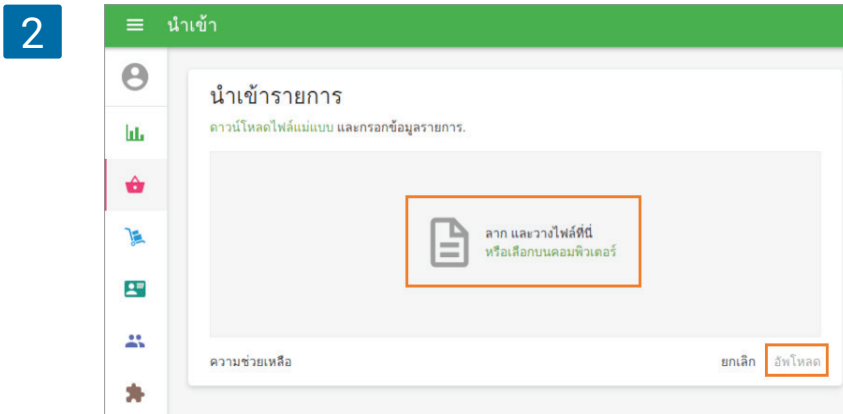 2
นำเข้า
นำเข้ารายการ
ดาวน์โหลดไฟล์แม่แบบ และกรอกข้อมูลรายการ.
ลาก และวางไฟล์ที่นี่
หรือเลือกบนคอมพิวเตอร์
ความช่วยเหลือ ยกเลิก อัพโหลด